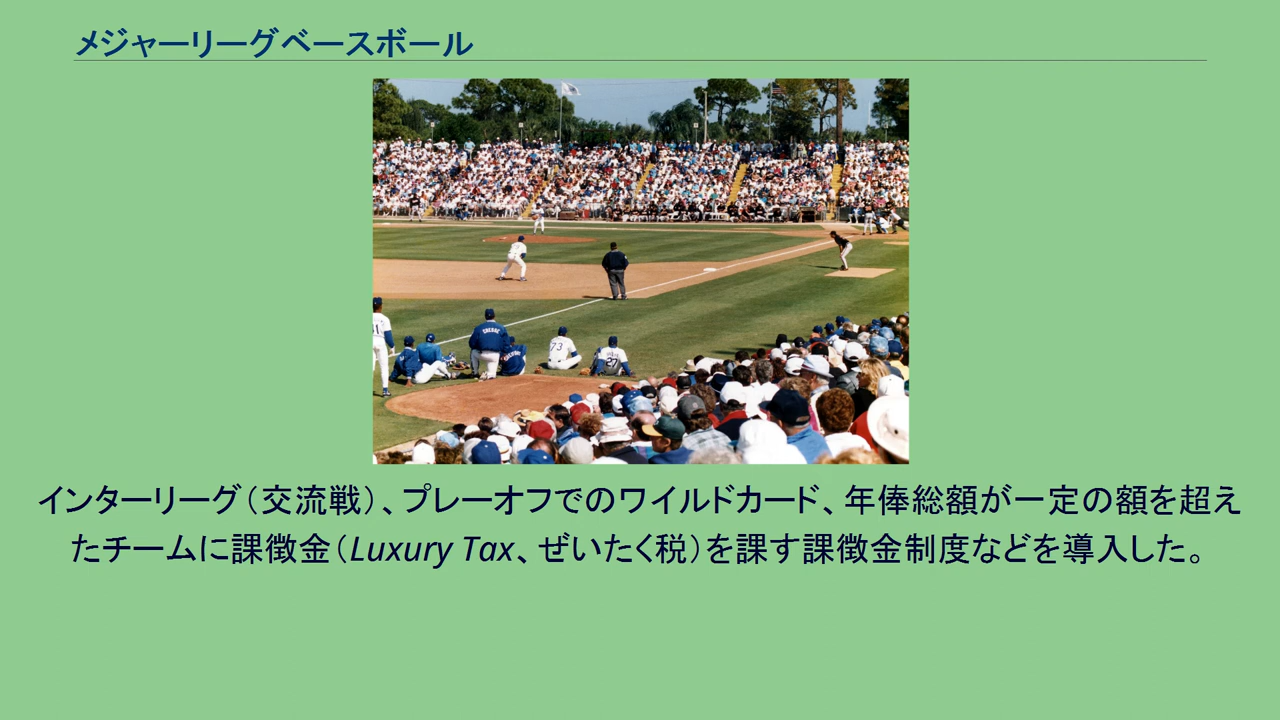 メジャーリーグベースボール
73
27
インターリーグ（交流戦）、プレーオフでのワイルドカード、年俸総額が一定の額を超え
たチームに課徴金（Luxury Tax、ぜいたく税）を課す課徴金制度などを導入した。